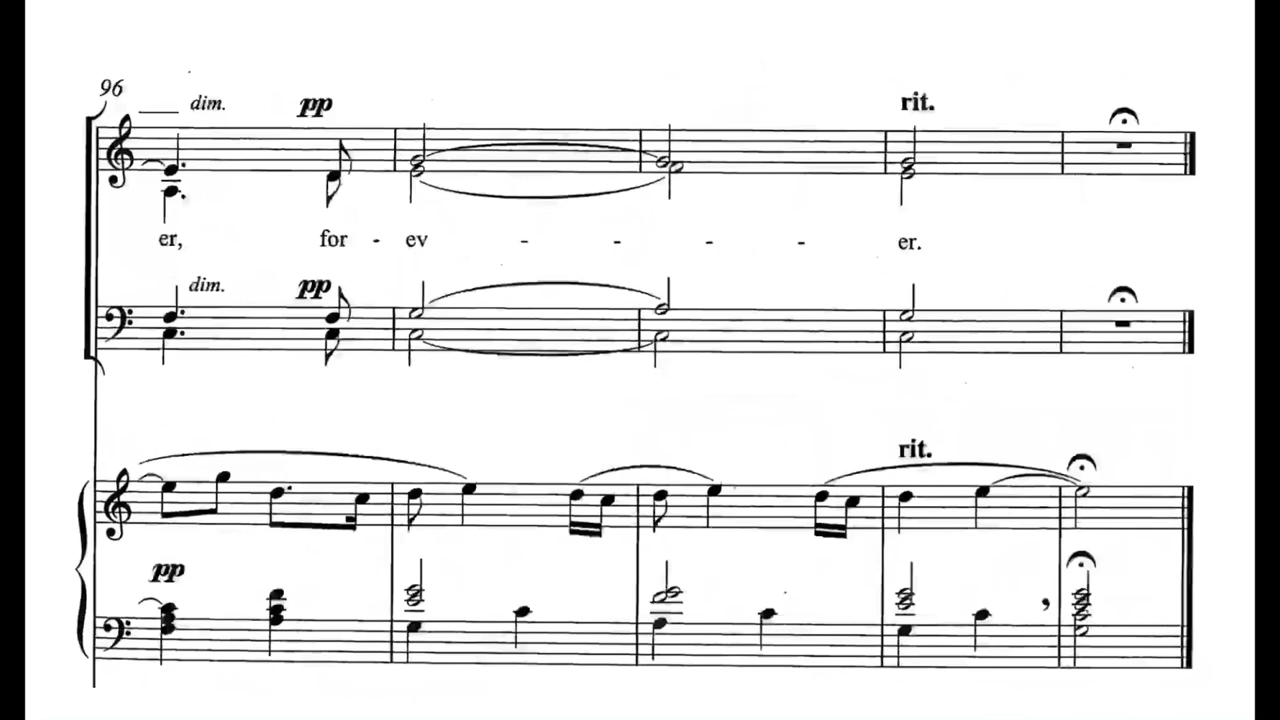 96
dim. pp
rit.
er, for - ev - - - - er.
dim. pp
rit.
pp